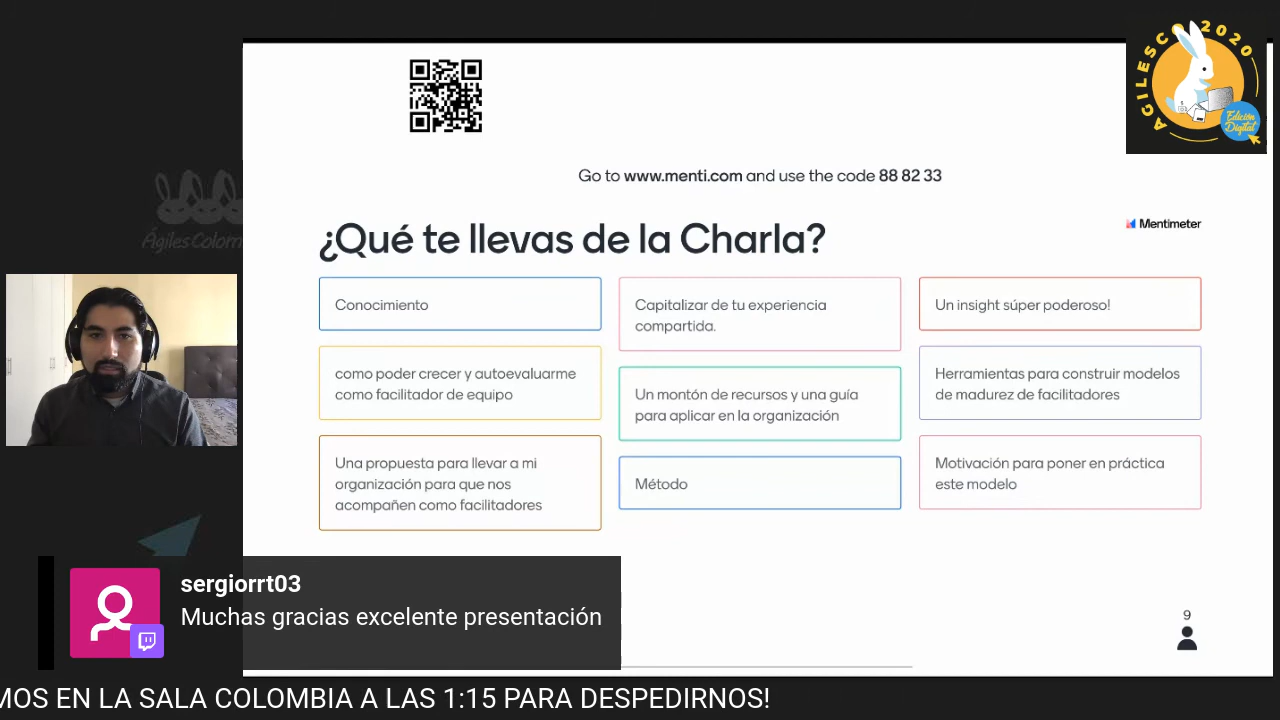 AGILESCO 2020
Edición
Digital
Go to www.menti.com and use the code 88 82 33
Mentimeter
¿Qué te llevas de la Charla?
ÁgilesColom
Conocimiento
como poder crecer y autoevaluarme
como facilitador de equipo
Una propuesta para llevar a mi
organización para que nos
acompañen como facilitadores
Capitalizar de tu experiencia
compartida.
Un montón de recursos y una guía
para aplicar en la organización
Método
Un insight súper poderoso!
Herramientas para construir modelos
de madurez de facilitadores
Motivación para poner en práctica
este modelo
sergiorrt03
Muchas gracias excelente presentación
9
MOS EN LA SALA COLOMBIA A LAS 1:15 PARA DESPEDIRNOS!